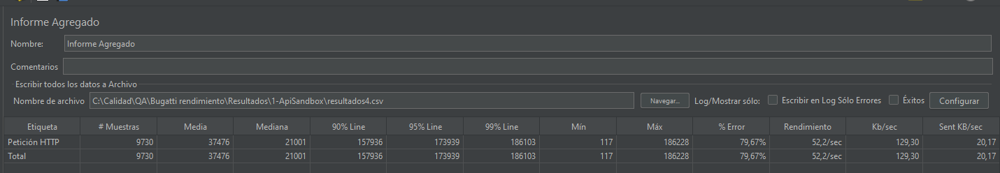 Informe Agregado
Nombre: Informe Agregado
Comentarios
Escribir todos los datos a Archivo
Nombre de archivo C:\Calidad\QA\Bugatti rendimiento\Resultados\1-ApiSandbox\resultados4.csv Navegar... Log/Mostrar sólo: Escribir en Log Sólo Errores Éxitos Configurar
Etiqueta # Muestras Media Mediana 90% Line 95% Line 99% Line Mín Máx % Error Rendimiento Kb/sec Sent KB/sec
Petición HTTP 9730 37476 21001 157936 173939 186103 117 186228 79,67% 52,2/sec 129,30 20,17
Total 9730 37476 21001 157936 173939 186103 117 186228 79,67% 52,2/sec 129,30 20,17